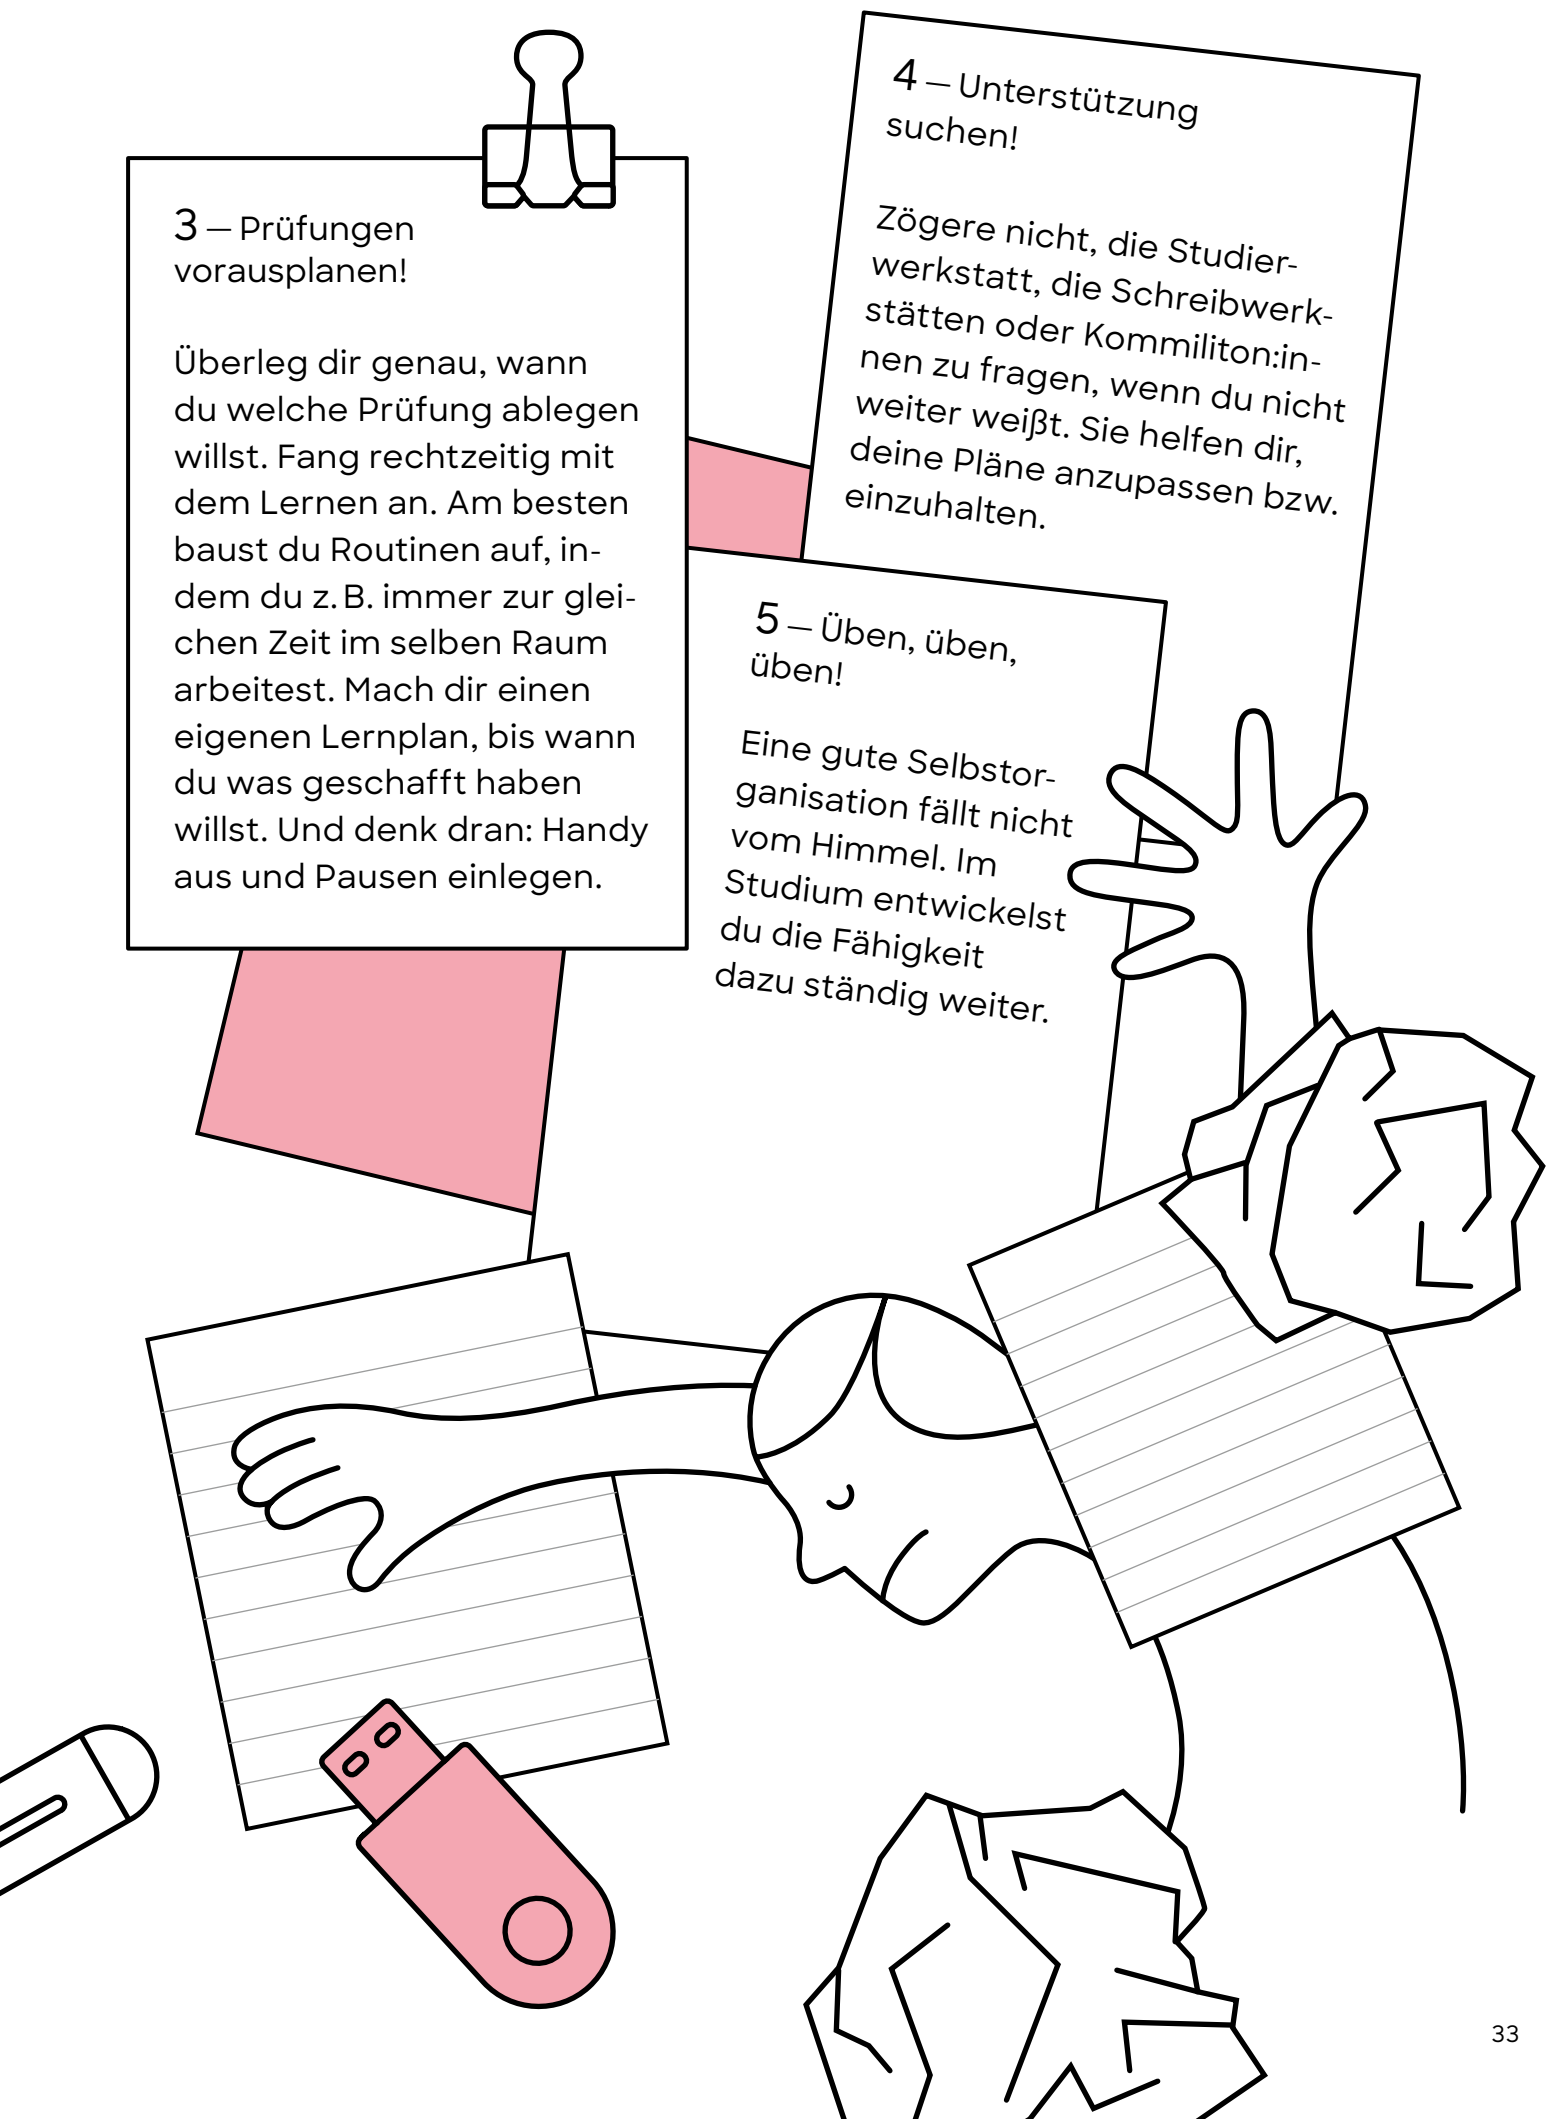 3 — Prüfungen
vorausplanen!
Überleg dir genau, wann
du welche Prüfung ablegen
willst. Fang rechtzeitig mit
dem Lernen an. Am besten
baust du Routinen auf, in-
dem du z. B. immer zur glei-
chen Zeit im selben Raum
arbeitest. Mach dir einen
eigenen Lernplan, bis wann
du was geschafft haben
willst. Und denk dran: Handy
aus und Pausen einlegen.
4 — Unterstützung
suchen!
Zögere nicht, die Studier-
werkstatt, die Schreibwerk-
stätten oder Kommiliton:in-
nen zu fragen, wenn du nicht
weiter weißt. Sie helfen dir,
deine Pläne anzupassen bzw.
einzuhalten.
5 — Üben, üben,
üben!
Eine gute Selbstor-
ganisation fällt nicht
vom Himmel. Im
Studium entwickelst
du die Fähigkeit
dazu ständig weiter.
33